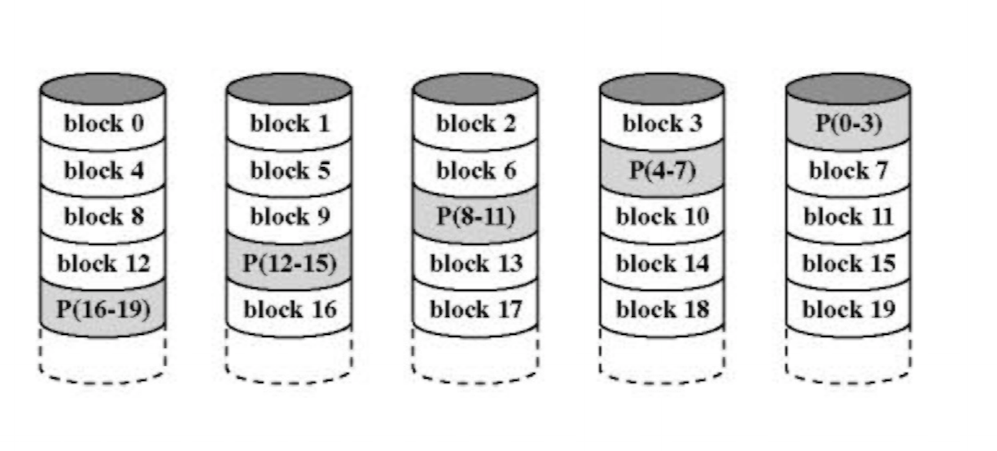 block 0 block 1 block 2 block 3 P(0-3)
block 4 block 5 block 6 P(4-7) block 7
block 8 block 9 P(8-11) block 10 block 11
block 12 P(12-15) block 13 block 14 block 15
P(16-19) block 16 block 17 block 18 block 19